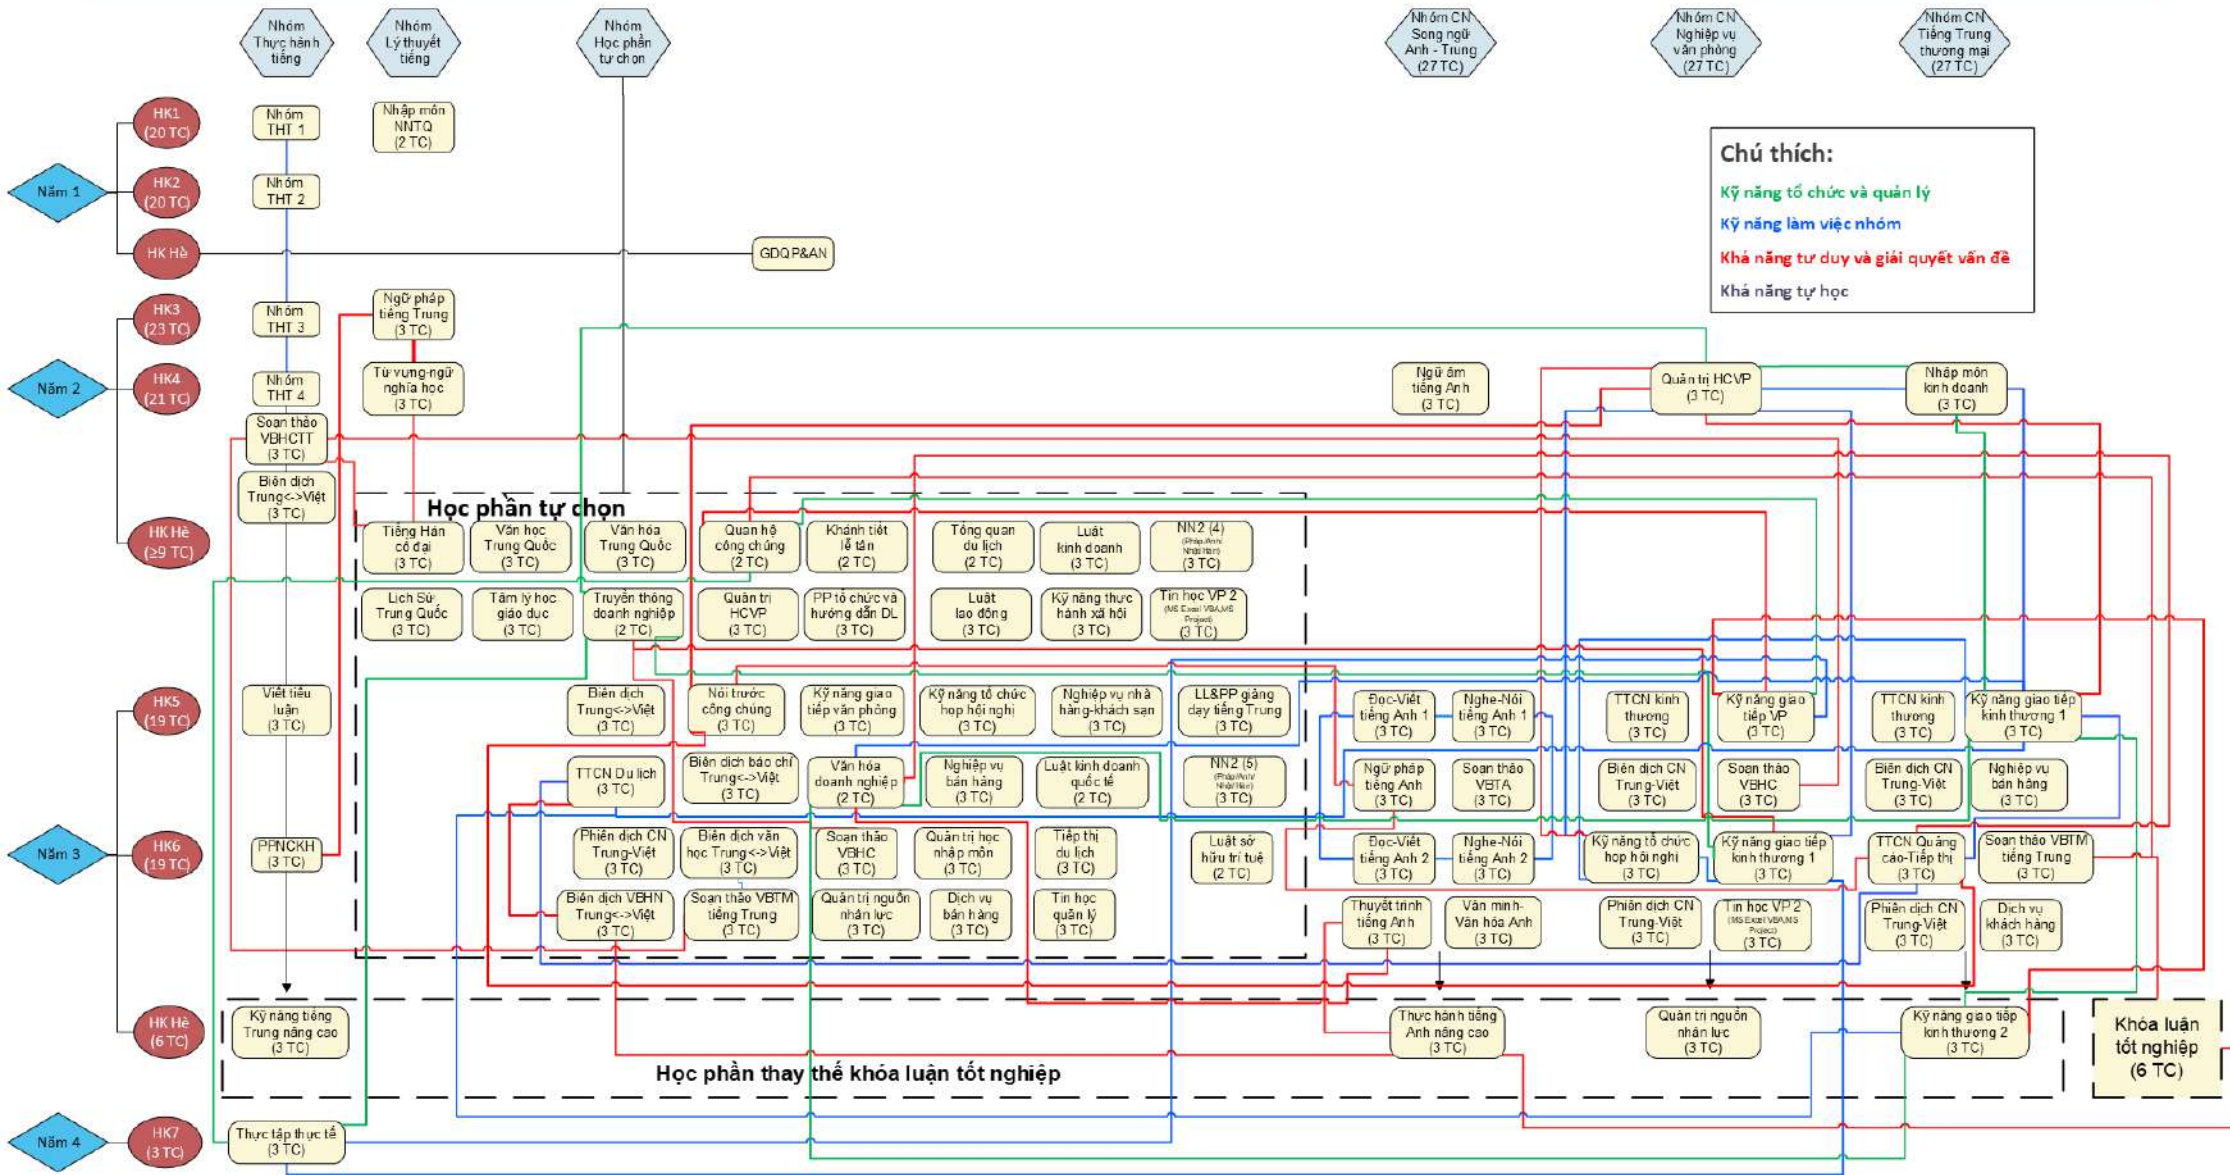 Nhóm
Thực hành
tiếng
Nhóm
Lý thuyết
tiếng
Nhóm
Học phần
tự chọn
Nhóm CN
Song ngữ
Anh - Trung
(27 TC)
Nhóm CN
Nghiệp vụ
văn phòng
(27 TC)
Nhóm CN
Tiếng Trung
thương mại
(27 TC)
Năm 1
HK1
(20 TC)
Nhóm
THT 1
Nhập môn
NNTQ
(2 TC)
HK2
(20 TC)
Nhóm
THT 2
HK Hè
GDQP&AN
Chú thích:
Kỹ năng tổ chức và quản lý
Kỹ năng làm việc nhóm
Khả năng tư duy và giải quyết vấn đề
Khả năng tự học
Năm 2
HK3
(23 TC)
Nhóm
THT 3
Ngữ pháp
tiếng Trung
(3 TC)
HK4
(21 TC)
Nhóm
THT 4
Từ vựng-ngữ
nghĩa học
(3 TC)
Ngữ âm
tiếng Anh
(3 TC)
Quản trị HCVP
(3 TC)
Nhập môn
kinh doanh
(3 TC)
Soạn thảo
VBHCTT
(3 TC)
Biên dịch
Trung<->Việt
(3 TC)
HK Hè
(≥9 TC)
Học phần tự chọn
Tiếng Hán
cổ đại
(3 TC)
Văn học
Trung Quốc
(3 TC)
Văn hóa
Trung Quốc
(3 TC)
Quan hệ
công chúng
(2 TC)
Khánh tiết
lễ tân
(2 TC)
Tổng quan
du lịch
(2 TC)
Luật
kinh doanh
(3 TC)
NN2 (4)
(Pháp/Anh/
Nhật/Hàn)
(3 TC)
Lịch Sử
Trung Quốc
(3 TC)
Tâm lý học
giáo dục
(3 TC)
Truyền thông
doanh nghiệp
(2 TC)
Quản trị
HCVP
(3 TC)
PP tổ chức và
hướng dẫn DL
(3 TC)
Luật
lao động
(3 TC)
Kỹ năng thực
hành xã hội
(3 TC)
Tin học VP 2
(MS Excel VBA,MS
Project)
(3 TC)
Năm 3
HK5
(19 TC)
Viết tiểu
luận
(3 TC)
Biên dịch
Trung<->Việt
(3 TC)
Nói trước
công chúng
(3 TC)
Kỹ năng giao
tiếp văn phòng
(3 TC)
Kỹ năng tổ chức
họp hội nghị
(3 TC)
Nghiệp vụ nhà
hàng-khách sạn
(3 TC)
LL&PP giảng
dạy tiếng Trung
(3 TC)
Đọc-Viết
tiếng Anh 1
(3 TC)
Nghe-Nói
tiếng Anh 1
(3 TC)
TTCN kinh
thương
(3 TC)
Kỹ năng giao
tiếp VP
(3 TC)
TTCN kinh
thương
(3 TC)
Kỹ năng giao tiếp
kinh thương 1
(3 TC)
TTCN Du lịch
(3 TC)
Biên dịch báo chí
Trung<->Việt
(3 TC)
Văn hóa
doanh nghiệp
(2 TC)
Nghiệp vụ
bán hàng
(3 TC)
Luật kinh doanh
quốc tế
(2 TC)
NN2 (5)
(Pháp/Anh/
Nhật/Hàn)
(3 TC)
Ngữ pháp
tiếng Anh
(3 TC)
Soạn thảo
VBTA
(3 TC)
Biên dịch CN
Trung-Việt
(3 TC)
Soạn thảo
VBHC
(3 TC)
Biên dịch CN
Trung-Việt
(3 TC)
Nghiệp vụ
bán hàng
(3 TC)
HK6
(19 TC)
PPNCKH
(3 TC)
Phiên dịch CN
Trung-Việt
(3 TC)
Biên dịch văn
học Trung<->Việt
(3 TC)
Soạn thảo
VBHC
(3 TC)
Quản trị học
nhập môn
(3 TC)
Tiếp thị
du lịch
(3 TC)
Luật sở
hữu trí tuệ
(2 TC)
Đọc-Viết
tiếng Anh 2
(3 TC)
Nghe-Nói
tiếng Anh 2
(3 TC)
Kỹ năng tổ chức
họp hội nghị
(3 TC)
Kỹ năng giao tiếp
kinh thương 1
(3 TC)
TTCN Quảng
cáo-Tiếp thị
(3 TC)
Soạn thảo VBTM
tiếng Trung
(3 TC)
Biên dịch VBHN
Trung<->Việt
(3 TC)
Soạn thảo VBTM
tiếng Trung
(3 TC)
Quản trị nguồn
nhân lực
(3 TC)
Dịch vụ
bán hàng
(3 TC)
Tin học
quản lý
(3 TC)
Thuyết trình
tiếng Anh
(3 TC)
Văn minh-
Văn hóa Anh
(3 TC)
Phiên dịch CN
Trung-Việt
(3 TC)
Tin học VP 2
(MS Excel VBA,MS
Project)
(3 TC)
Phiên dịch CN
Trung-Việt
(3 TC)
Dịch vụ
khách hàng
(3 TC)
HK Hè
(6 TC)
Kỹ năng tiếng
Trung nâng cao
(3 TC)
Thực hành tiếng
Anh nâng cao
(3 TC)
Quản trị nguồn
nhân lực
(3 TC)
Kỹ năng giao tiếp
kinh thương 2
(3 TC)
Khóa luận
tốt nghiệp
(6 TC)
Học phần thay thế khóa luận tốt nghiệp
Năm 4
HK7
(3 TC)
Thực tập thực tế
(3 TC)